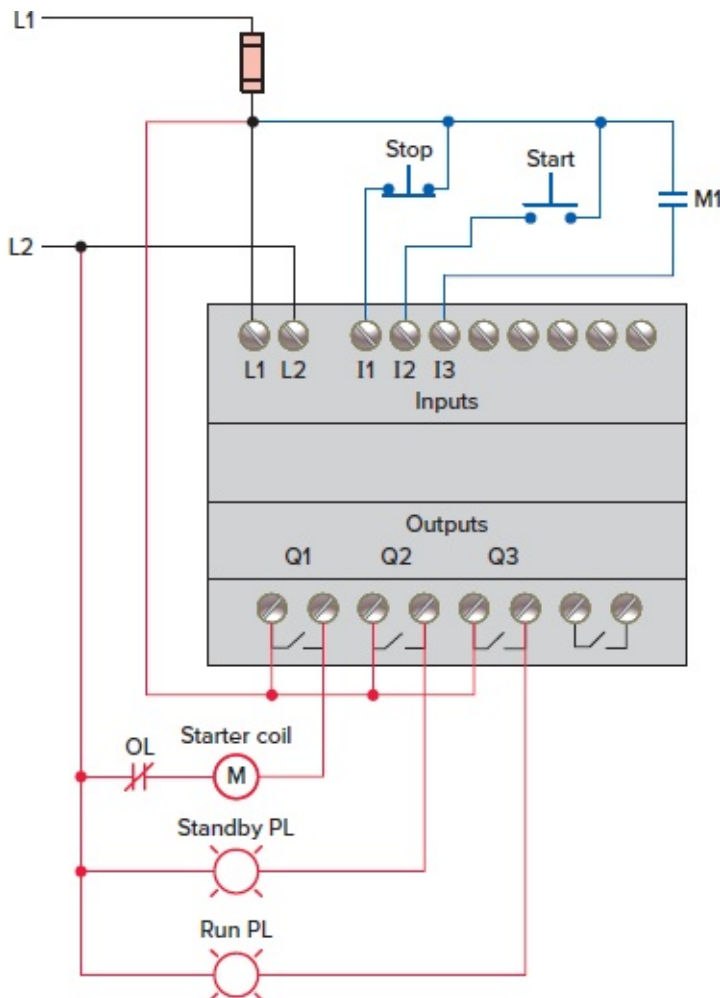 L1
Stop
Start
M1
L2
L1 L2 I1 I2 I3
Inputs
Outputs
Q1 Q2 Q3
Starter coil
OL
M
Standby PL
Run PL